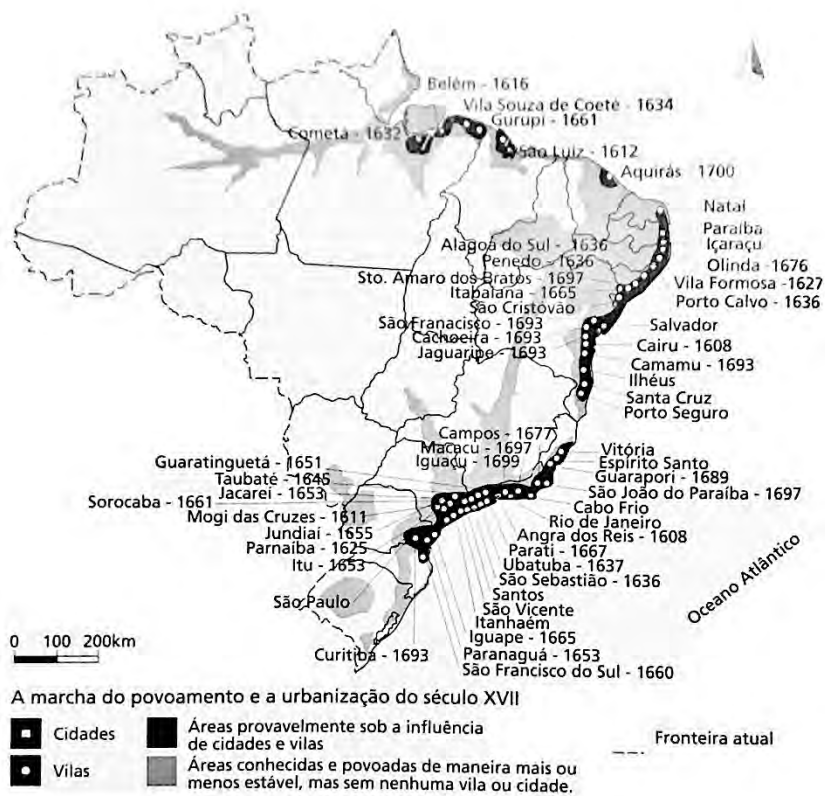 Belém - 1616
Vila Souza de Coeté - 1634
Gurupi - 1661
Cometá - 1632
São Luiz - 1612
Aquirás 1700
Natal
Paraíba
Içaraçu
Alagoa do Sul - 1636
Penedo - 1636
Olinda - 1676
Sto. Amaro dos Bratos - 1697
Vila Formosa - 1627
Itabaiana - 1665
Porto Calvo - 1636
São Cristóvão
São Franacisco - 1693
Salvador
Cachoeira - 1693
Cairu - 1608
Jaguaripe - 1693
Camamu - 1693
Ilhéus
Santa Cruz
Porto Seguro
Campos - 1677
Macacu - 1697
Iguaçu - 1699
Vitória
Espírito Santo
Guarapori - 1689
São João do Paraíba - 1697
Cabo Frio
Rio de Janeiro
Angra dos Reis - 1608
Parati - 1667
Ubatuba - 1637
São Sebastião - 1636
Santos
São Vicente
Itanhaém
Iguape - 1665
Paranaguá - 1653
São Francisco do Sul - 1660
Guaratinguetá - 1651
Taubaté - 1645
Jacareí - 1653
Sorocaba - 1661
Mogi das Cruzes - 1611
Jundiaí - 1655
Parnaíba - 1625
Itu - 1653
São Paulo
Curitiba - 1693
Oceano Atlântico
0 100 200km
A marcha do povoamento e a urbanização do século XVII
Cidades
Vilas
Áreas provavelmente sob a influência
de cidades e vilas
Áreas conhecidas e povoadas de maneira mais ou
menos estável, mas sem nenhuma vila ou cidade.
Fronteira atual